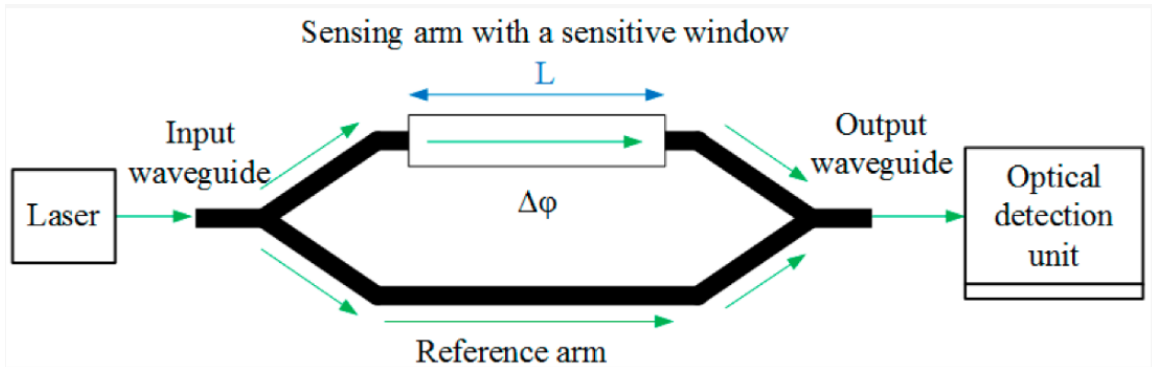 Sensing arm with a sensitive window
L
Input
waveguide
Output
waveguide
Laser
Δφ
Optical
detection
unit
Reference arm